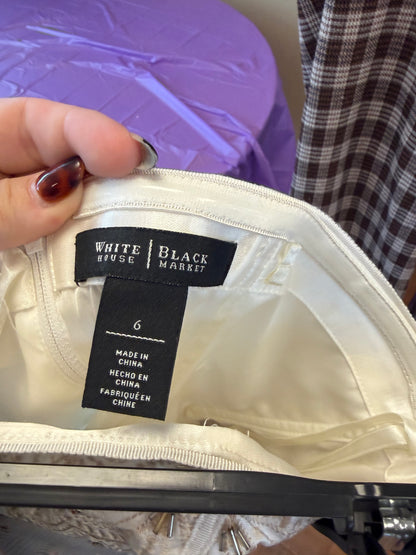 WHITE HOUSE | BLACK MARKET
6
MADE IN
CHINA
HECHO EN
CHINA
FABRIQUÉ EN
CHINE